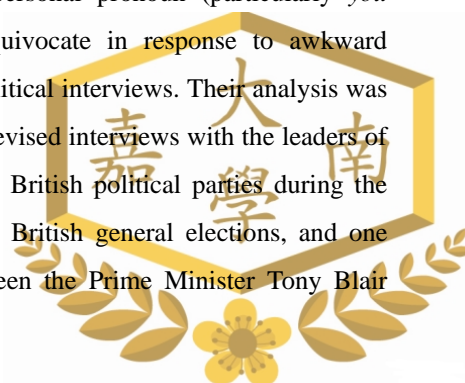 personal pronoun (particularly you
quivocate in response to awkward
litical interviews. Their analysis was
evised interviews with the leaders of
British political parties during the
British general elections, and one
een the Prime Minister Tony Blair
大
嘉 南
學